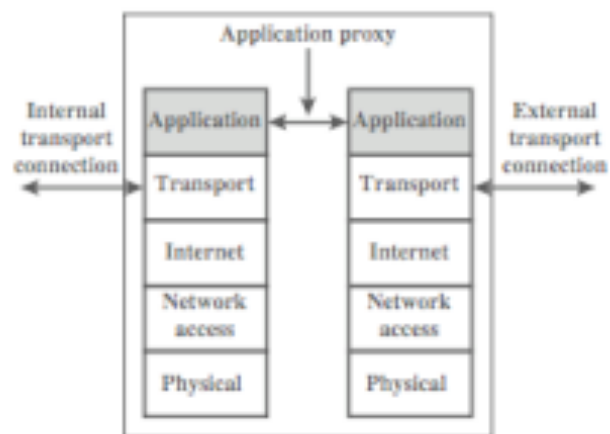 Application proxy
Internal
transport
connection
Application
Application
External
transport
connection
Transport
Transport
Internet
Internet
Network
access
Network
access
Physical
Physical